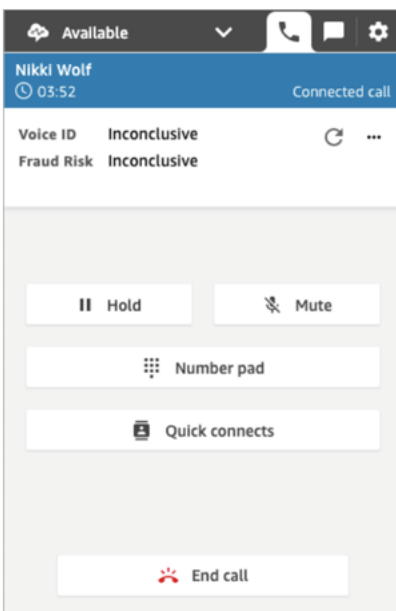 Available
Nikki Wolf
03:52 Connected call
Voice ID Inconclusive
Fraud Risk Inconclusive
Hold Mute
Number pad
Quick connects
End call